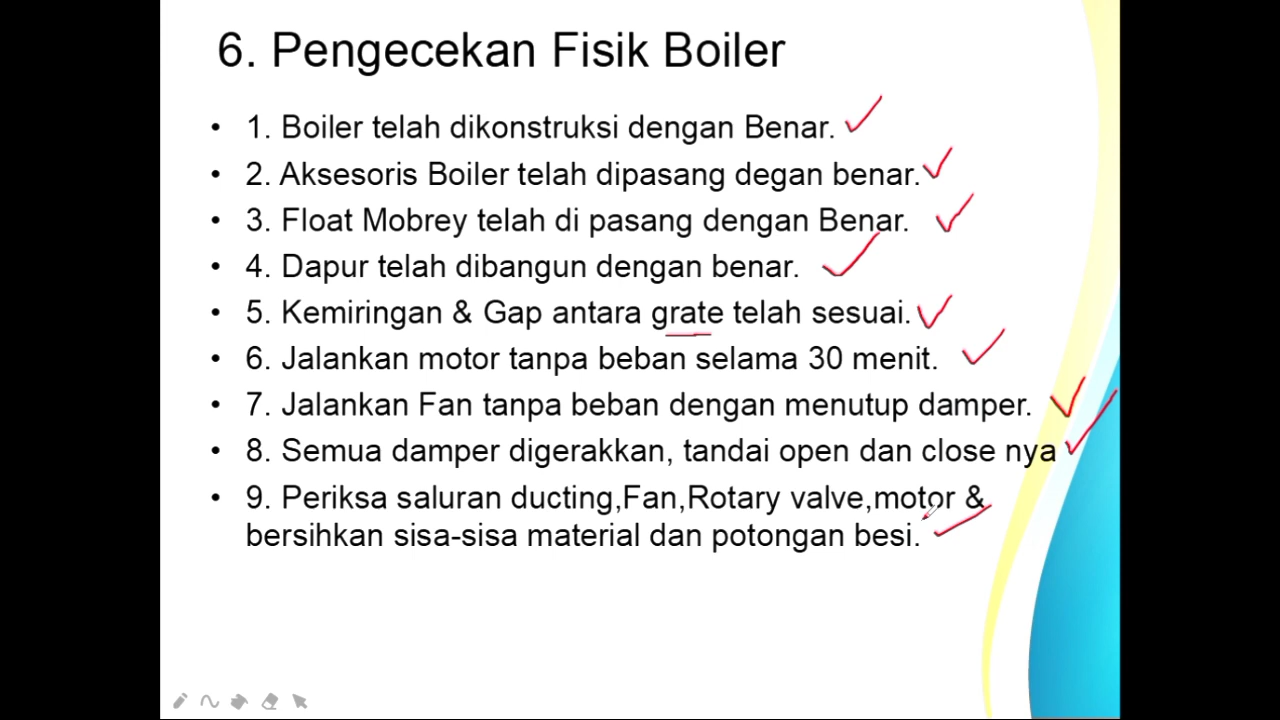 6. Pengecekan Fisik Boiler
• 1. Boiler telah dikonstruksi dengan Benar.
• 2. Aksesoris Boiler telah dipasang degan benar.
• 3. Float Mobrey telah di pasang dengan Benar.
• 4. Dapur telah dibangun dengan benar.
• 5. Kemiringan & Gap antara grate telah sesuai.
• 6. Jalankan motor tanpa beban selama 30 menit.
• 7. Jalankan Fan tanpa beban dengan menutup damper.
• 8. Semua damper digerakkan, tandai open dan close nya
• 9. Periksa saluran ducting,Fan,Rotary valve,motor &
bersihkan sisa-sisa material dan potongan besi.